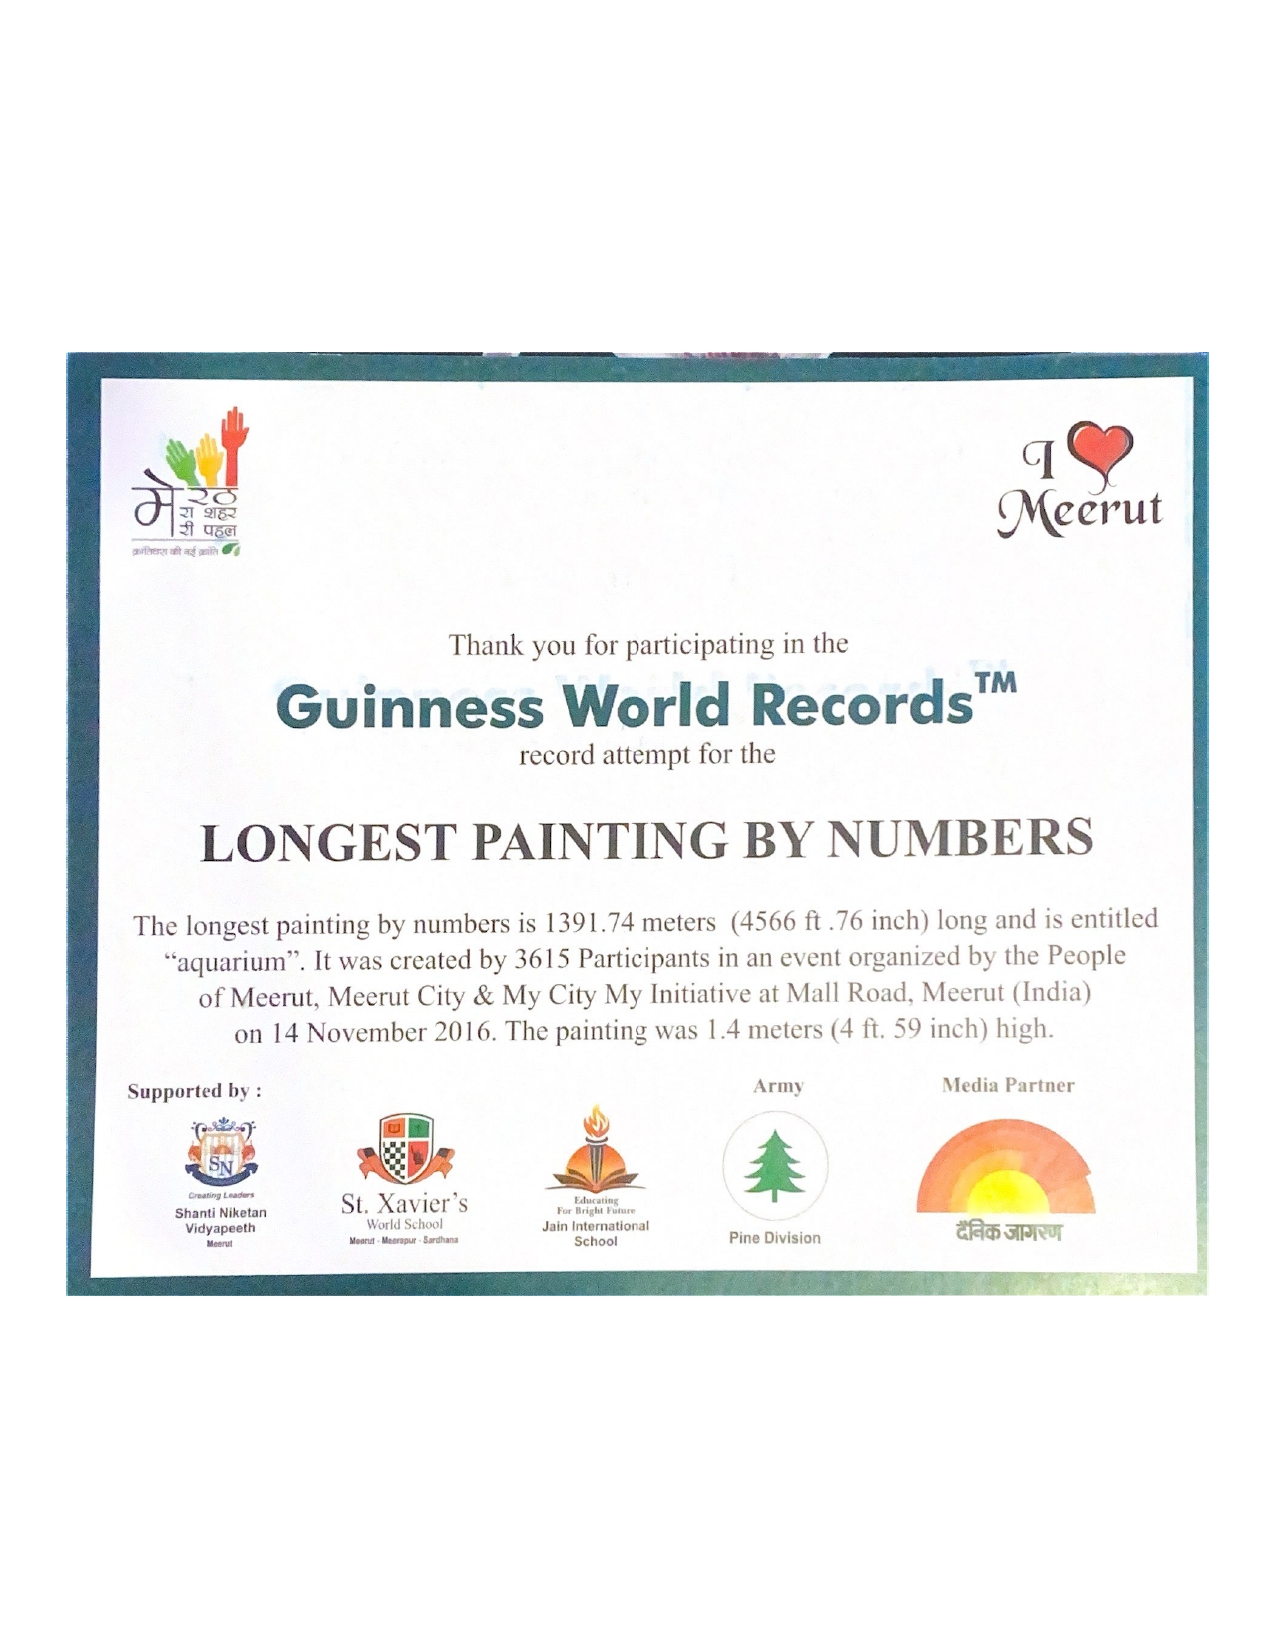 मेरठ
रा शहर
री पहल
क्रांतिधरा की नई क्रांति
I
Meerut
Thank you for participating in the
Guinness World Records™
record attempt for the
LONGEST PAINTING BY NUMBERS
The longest painting by numbers is 1391.74 meters (4566 ft .76 inch) long and is entitled
“aquarium”. It was created by 3615 Participants in an event organized by the People
of Meerut, Meerut City & My City My Initiative at Mall Road, Meerut (India)
on 14 November 2016. The painting was 1.4 meters (4 ft. 59 inch) high.
Supported by :
Army
Media Partner
SN
Creating Leaders
Shanti Niketan
Vidyapeeth
Meerut
St. Xavier’s
World School
Meerut - Meerapur - Sardhana
Educating
For Bright Future
Jain International
School
Pine Division
दैनिक जागरण